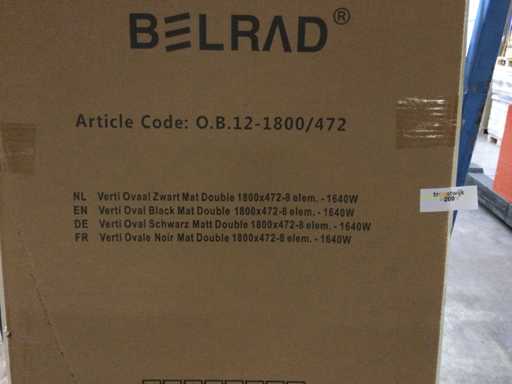 BELRAD®
Article Code: O.B.12-1800/472
NL Verti Ovaal Zwart Mat Double 1800x472-8 elem. - 1640W
EN Verti Oval Black Mat Double 1800x472-8 elem. - 1640W
DE Verti Oval Schwarz Matt Double 1800x472-8 elem. - 1640W
FR Verti Ovale Noir Mat Double 1800x472-8 elem. - 1640W
troostwijk
209